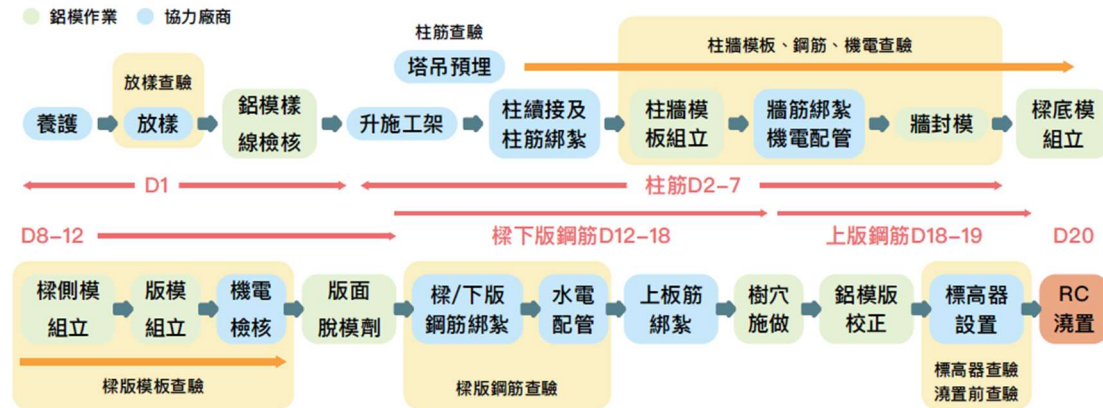 鋁模作業 協力廠商
柱筋查驗
塔吊預埋
柱牆模板、鋼筋、機電查驗
放樣查驗
養護
放樣
鋁模樣
線檢核
升施工架
柱續接及
柱筋綁紮
柱牆模
板組立
牆筋綁紮
機電配管
牆封模
樑底模
組立
D1
柱筋D2-7
D8-12
樑下版鋼筋D12-18
上版鋼筋D18-19
D20
樑側模
組立
版模
組立
機電
檢核
版面
脫模劑
樑/下版
鋼筋綁紮
水電
配管
上板筋
綁紮
樹穴
施做
鋁模版
校正
標高器
設置
RC
澆置
樑版模板查驗
樑版鋼筋查驗
標高器查驗
澆置前查驗